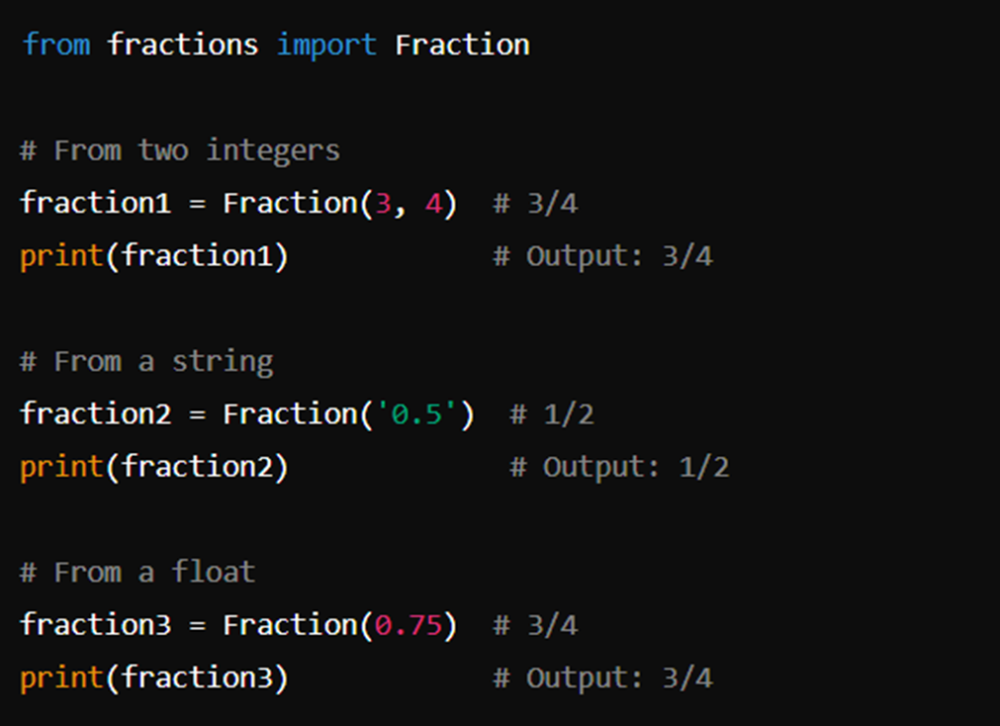 from fractions import Fraction
# From two integers
fraction1 = Fraction(3, 4)  # 3/4
print(fraction1)            # Output: 3/4
# From a string
fraction2 = Fraction('0.5')  # 1/2
print(fraction2)             # Output: 1/2
# From a float
fraction3 = Fraction(0.75)  # 3/4
print(fraction3)            # Output: 3/4